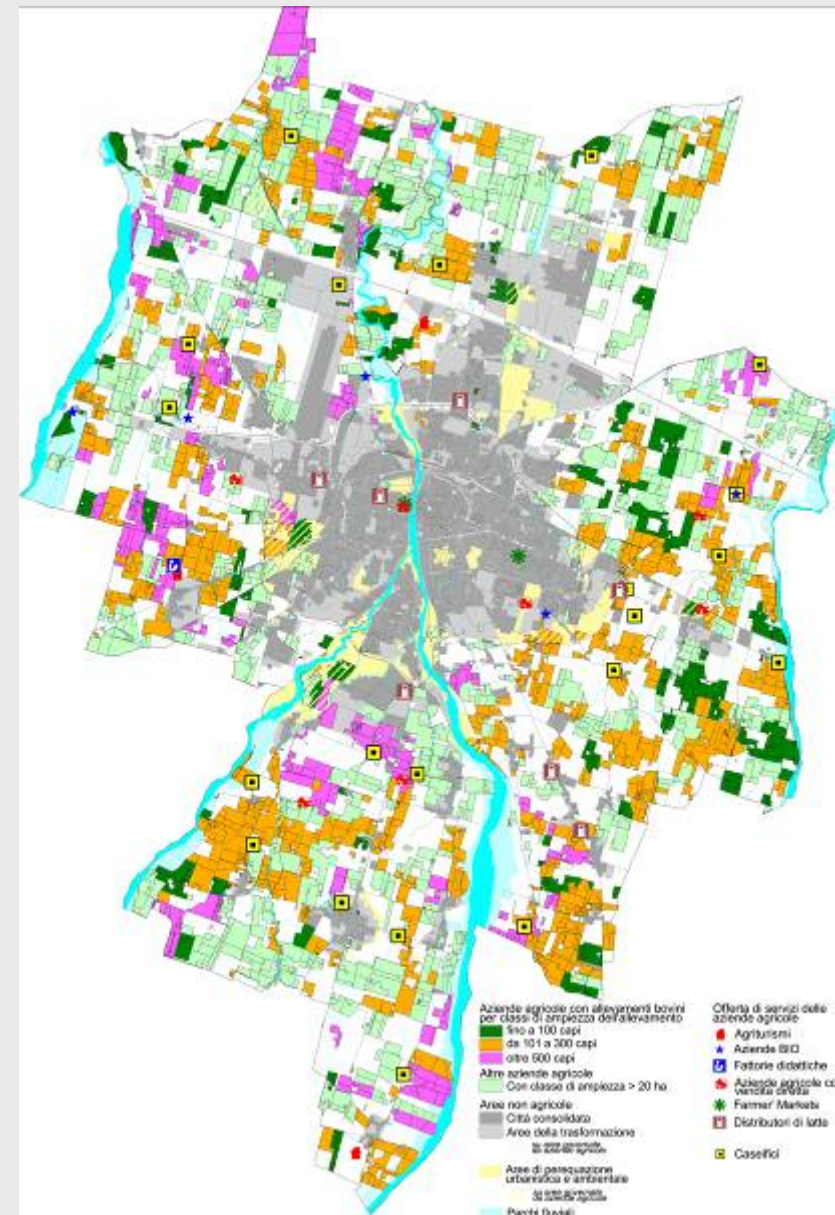 Aziende agricole con allevamenti bovini
per classi di ampiezza dell'allevamento
fino a 100 capi
da 101 a 300 capi
oltre 500 capi
Altre aziende agricole
Con classe di ampiezza > 20 ha
Aree non agricole
Città consolidata
Aree della trasformazione
Aree di perequazione
urbanistica e ambientale
Parchi fluviali
Offerta di servizi delle
aziende agricole
Agriturismi
Aziende BIO
Fattorie didattiche
Aziende agricole co
vendita diretta
Farmer' Markets
Distributori di latte
Caseifici